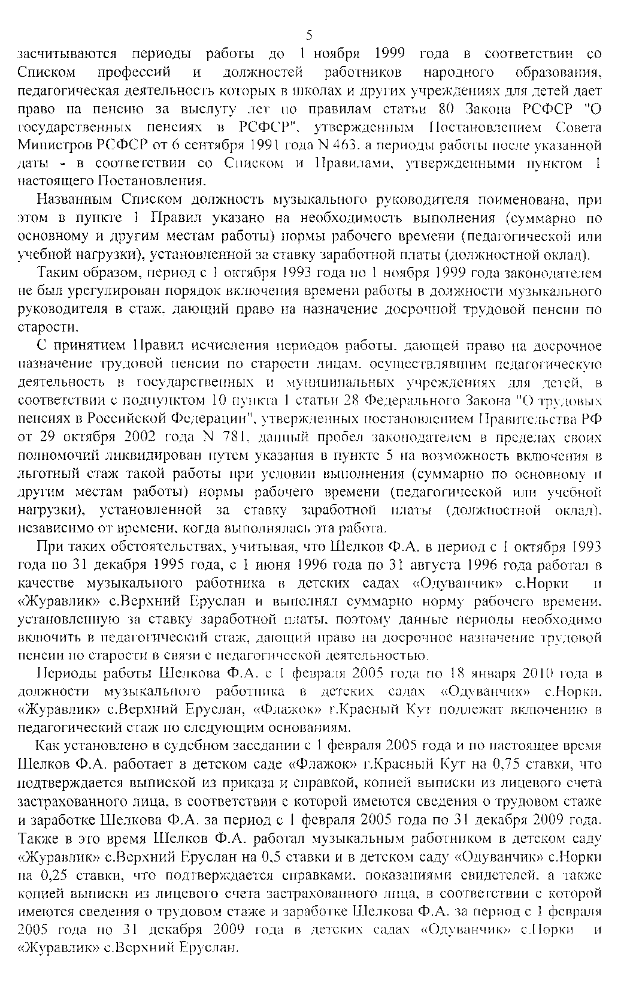 5
засчитываются периоды работы до 1 ноября 1999 года в соответствии со
Списком профессий и должностей работников народного образования,
педагогическая деятельность которых в школах и других учреждениях для детей дает
право на пенсию за выслугу лет по правилам статьи 80 Закона РСФСР "О
государственных пенсиях в РСФСР", утвержденным Постановлением Совета
Министров РСФСР от 6 сентября 1991 года N 463, а периоды работы после указанной
даты - в соответствии со Списком и Правилами, утвержденными пунктом 1
настоящего Постановления.
Названным Списком должность музыкального руководителя поименована, при
этом в пункте 1 Правил указано на необходимость выполнения (суммарно по
основному и другим местам работы) нормы рабочего времени (педагогической или
учебной нагрузки), установленной за ставку заработной платы (должностной оклад).
Таким образом, период с 1 октября 1993 года по 1 ноября 1999 года законодателем
не был урегулирован порядок включения времени работы в должности музыкального
руководителя в стаж, дающий право на назначение досрочной трудовой пенсии по
старости.
С принятием Правил исчисления периодов работы, дающей право на досрочное
назначение трудовой пенсии по старости лицам, осуществлявшим педагогическую
деятельность в государственных и муниципальных учреждениях для детей, в
соответствии с подпунктом 10 пункта 1 статьи 28 Федерального Закона "О трудовых
пенсиях в Российской Федерации", утвержденных постановлением Правительства РФ
от 29 октября 2002 года N 781, данный пробел законодателем в пределах своих
полномочий ликвидирован путем указания в пункте 5 на возможность включения в
льготный стаж такой работы при условии выполнения (суммарно по основному и
другим местам работы) нормы рабочего времени (педагогической или учебной
нагрузки), установленной за ставку заработной платы (должностной оклад),
независимо от времени, когда выполнялась эта работа.
При таких обстоятельствах, учитывая, что Шелков Ф.А. в период с 1 октября 1993
года по 31 декабря 1995 года, с 1 июня 1996 года по 31 августа 1996 года работал в
качестве музыкального работника в детских садах «Одуванчик» с.Норки и
«Журавлик» с.Верхний Еруслан и выполнял суммарно норму рабочего времени,
установленную за ставку заработной платы, поэтому данные периоды необходимо
включить в педагогический стаж, дающий право на досрочное назначение трудовой
пенсии по старости в связи с педагогической деятельностью.
Периоды работы Шелкова Ф.А. с 1 февраля 2005 года по 18 января 2010 года в
должности музыкального работника в детских садах «Одуванчик» с.Норки,
«Журавлик» с.Верхний Еруслан, «Флажок» г.Красный Кут подлежат включению в
педагогический стаж по следующим основаниям.
Как установлено в судебном заседании с 1 февраля 2005 года и по настоящее время
Шелков Ф.А. работает в детском саде «Флажок» г.Красный Кут на 0,75 ставки, что
подтверждается выпиской из приказа и справкой, копией выписки из лицевого счета
застрахованного лица, в соответствии с которой имеются сведения о трудовом стаже
и заработке Шелкова Ф.А. за период с 1 февраля 2005 года по 31 декабря 2009 года.
Также в это время Шелков Ф.А. работал музыкальным работником в детском саду
«Журавлик» с.Верхний Еруслан на 0,5 ставки и в детском саду «Одуванчик» с.Норки
на 0,25 ставки, что подтверждается справками, показаниями свидетелей, а также
копией выписки из лицевого счета застрахованного лица, в соответствии с которой
имеются сведения о трудовом стаже и заработке Шелкова Ф.А. за период с 1 февраля
2005 года по 31 декабря 2009 года в детских садах «Одуванчик» с.Норки и
«Журавлик» с.Верхний Еруслан.